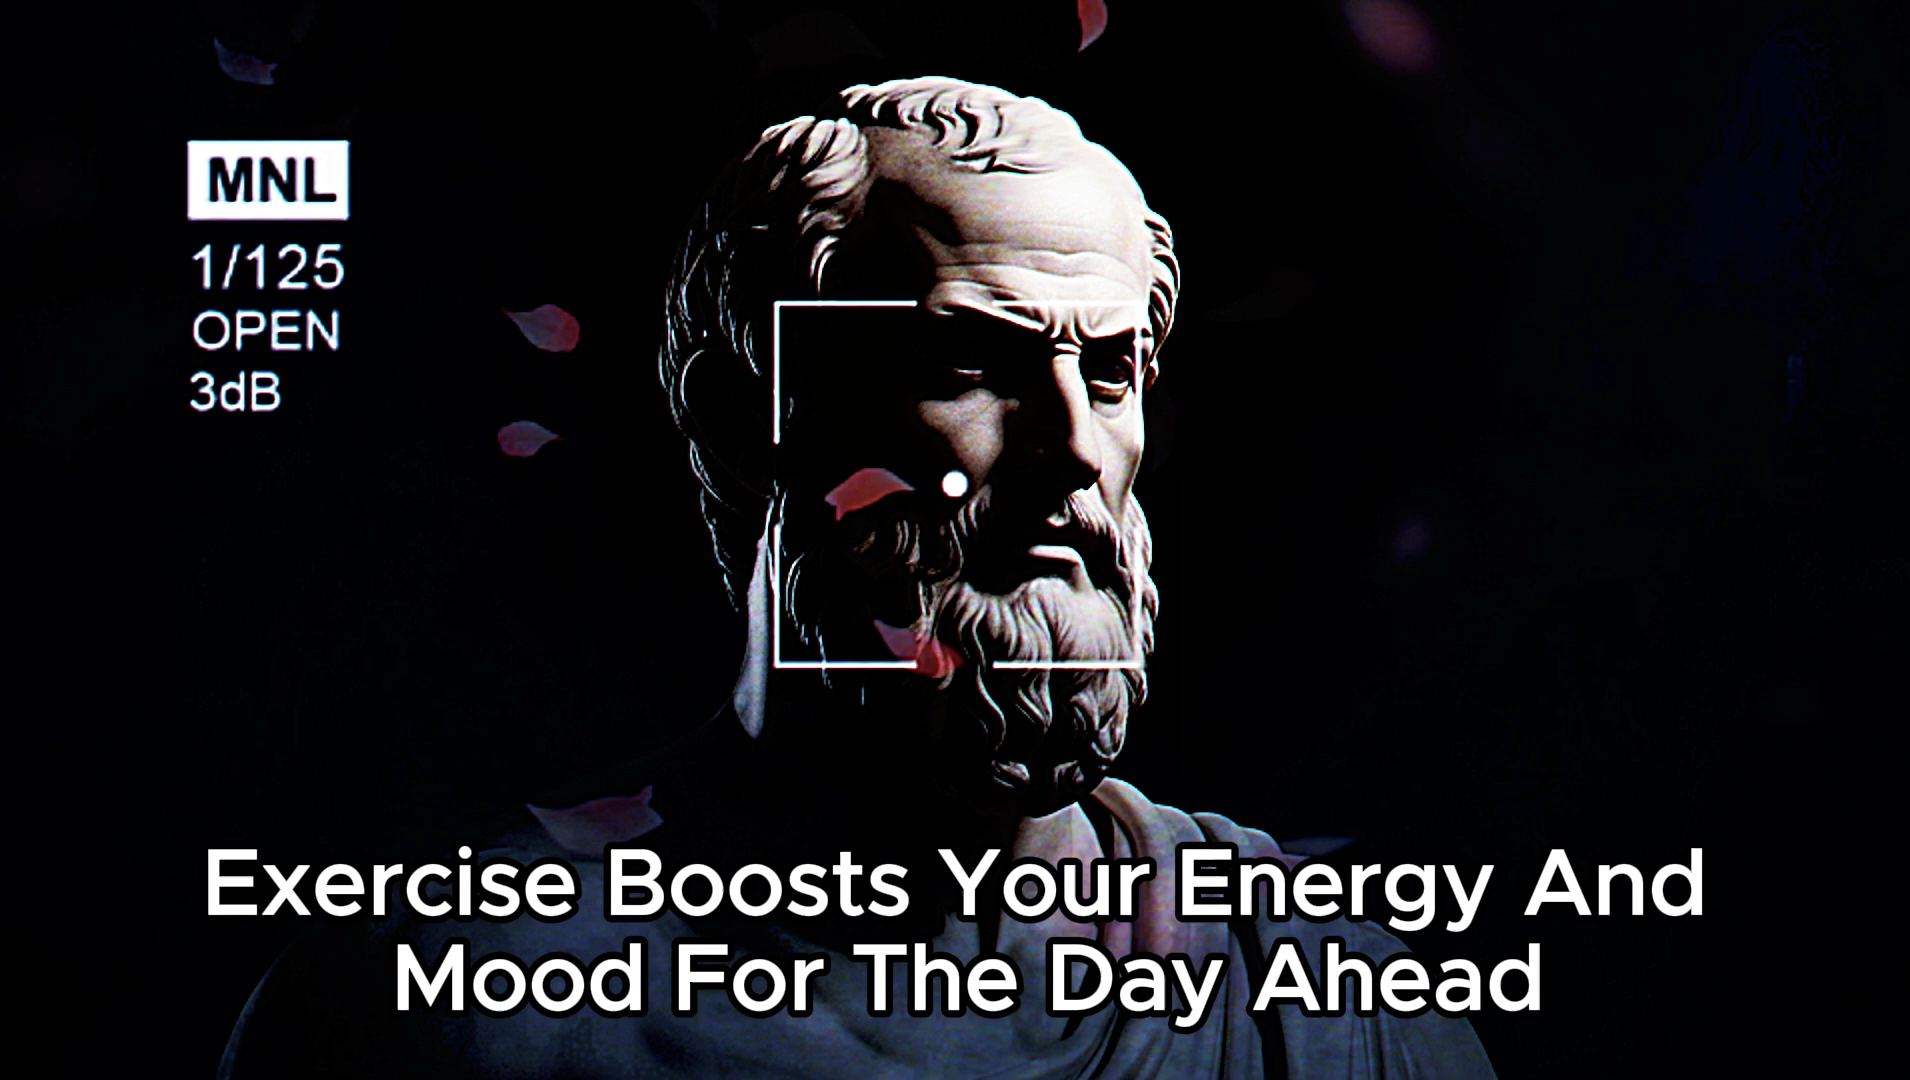 MNL
1/125
OPEN
3dB
Exercise Boosts Your Energy And
Mood For The Day Ahead